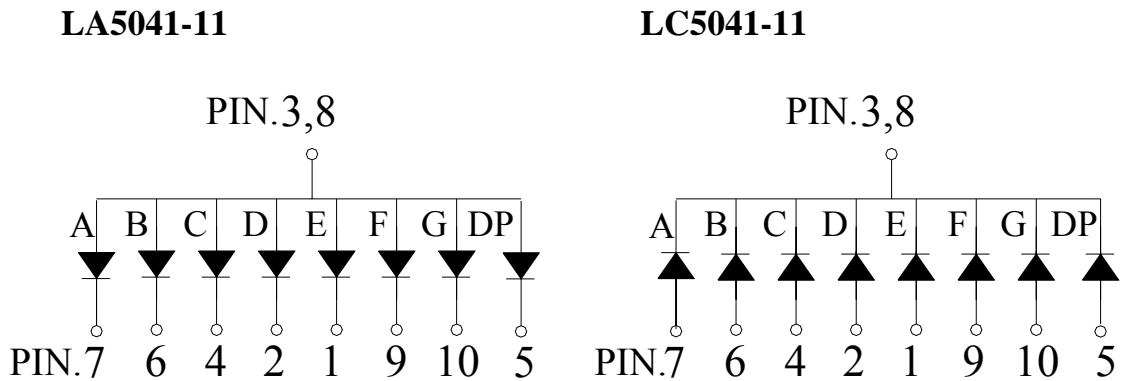 LA5041-11 LC5041-11
PIN.3,8 PIN.3,8
A B C D E F G DP A B C D E F G DP
PIN.7 6 4 2 1 9 10 5 PIN.7 6 4 2 1 9 10 5